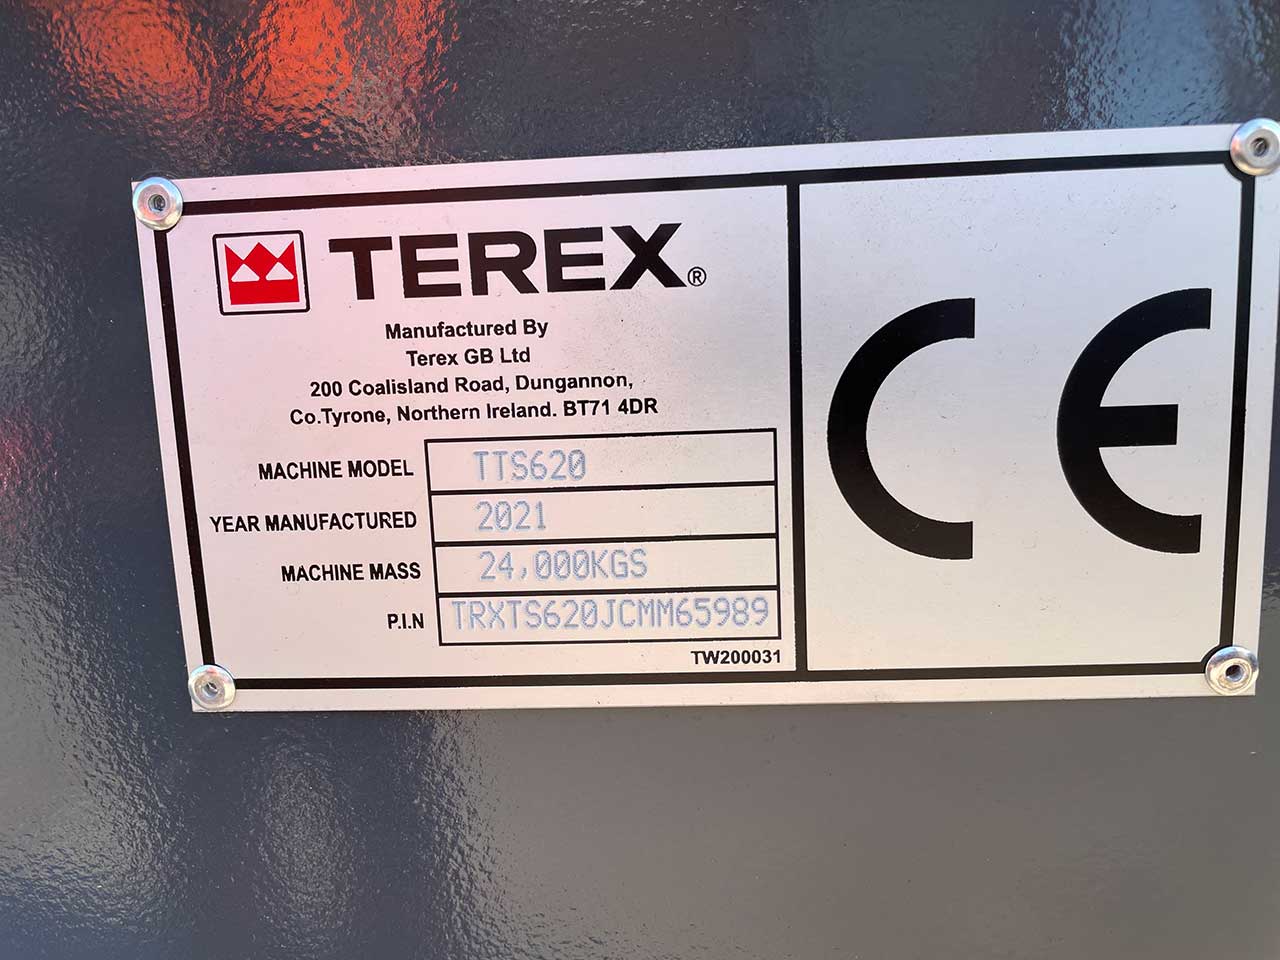 TEREX®
Manufactured By
Terex GB Ltd
200 Coalisland Road, Dungannon,
Co.Tyrone, Northern Ireland. BT71 4DR
MACHINE MODEL TTS620
YEAR MANUFACTURED 2021
MACHINE MASS 24,000KGS
P.I.N TRXTS620JCMM65989
TW200031
CE